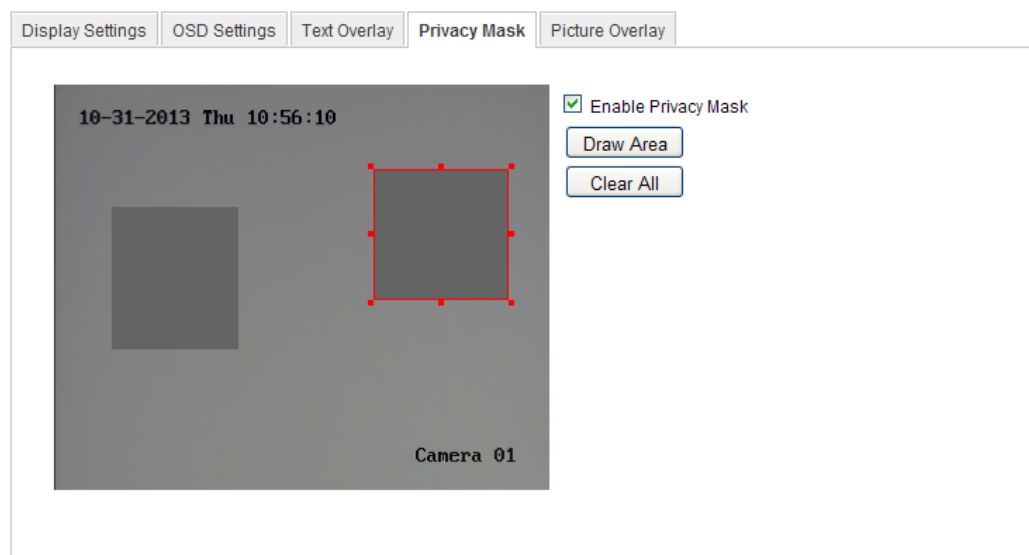 Display Settings OSD Settings Text Overlay Privacy Mask Picture Overlay
10-31-2013 Thu 10:56:10
Enable Privacy Mask
Draw Area
Clear All
Camera 01